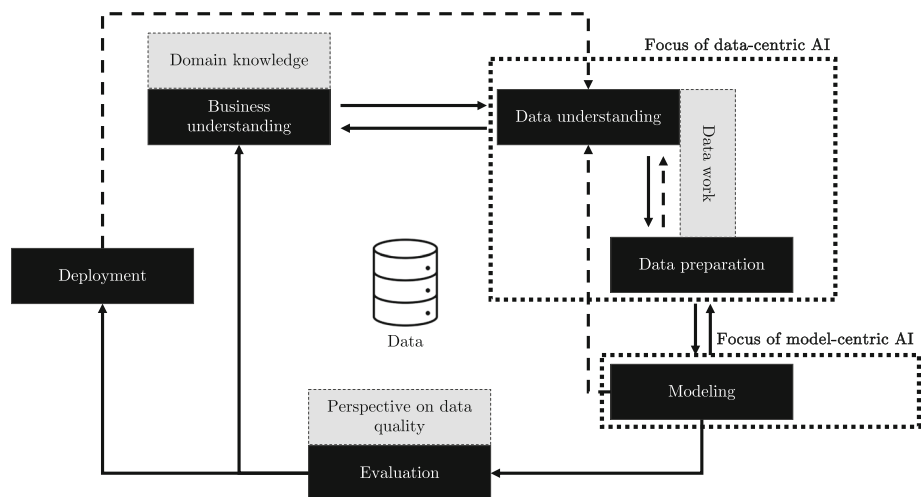 Focus of data-centric AI
Domain knowledge
Business
understanding
Data understanding
Data work
Deployment
Data preparation
Data
Focus of model-centric AI
Modeling
Perspective on data
quality
Evaluation